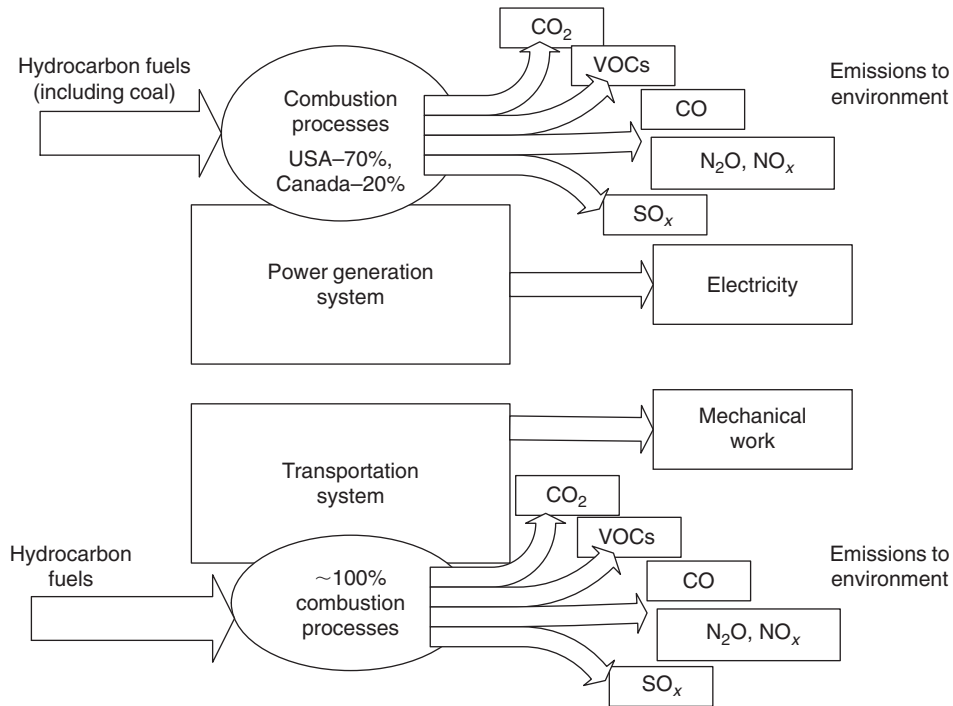 CO₂
VOCs
CO
N₂O, NOₓ
SOₓ
Hydrocarbon fuels
(including coal)
Combustion
processes
USA–70%,
Canada–20%
Emissions to
environment
Power generation
system
Electricity
Mechanical
work
Transportation
system
CO₂
VOCs
CO
N₂O, NOₓ
SOₓ
Hydrocarbon
fuels
~100%
combustion
processes
Emissions to
environment